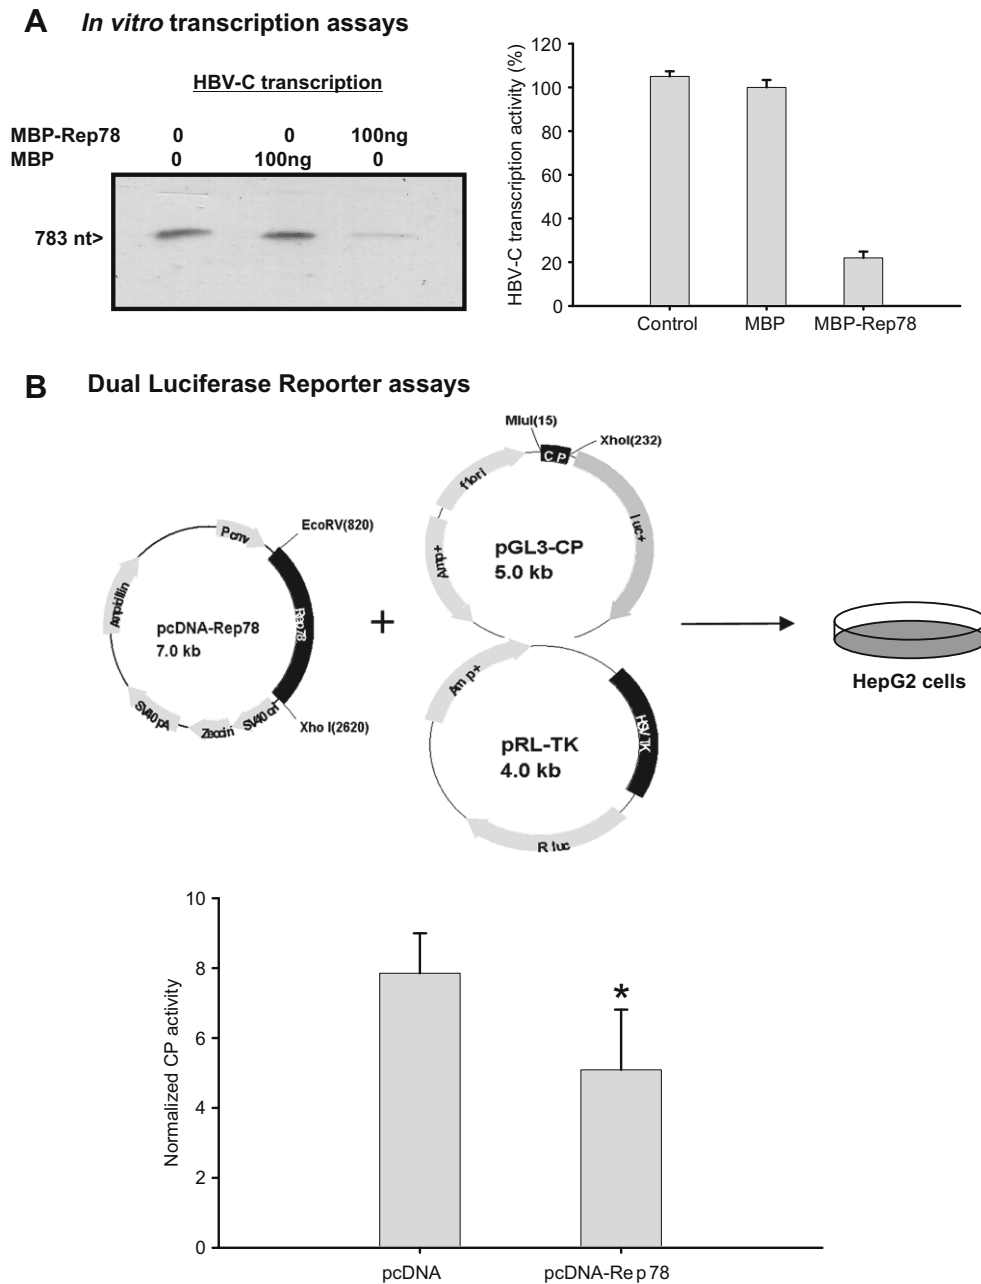 A In vitro transcription assays
HBV-C transcription
MBP-Rep78 0 0 100ng
MBP 0 100ng 0
783 nt>
HBV-C transcription activity (%)
120
100
80
60
40
20
0
Control MBP MBP-Rep78
B Dual Luciferase Reporter assays
Pcmv
EcoRV(820)
Rep78
Xho I(2620)
SV40 ori
Zeocin
SV40 pA
Ampicillin
pcDNA-Rep78
7.0 kb
+
MluI(15)
CP
XhoI(232)
f1ori
luc+
Amp+
pGL3-CP
5.0 kb
Amp+
HSV TK
R luc
pRL-TK
4.0 kb
HepG2 cells
Normalized CP activity
10
8
6
4
2
0
*
pcDNA pcDNA-Rep78